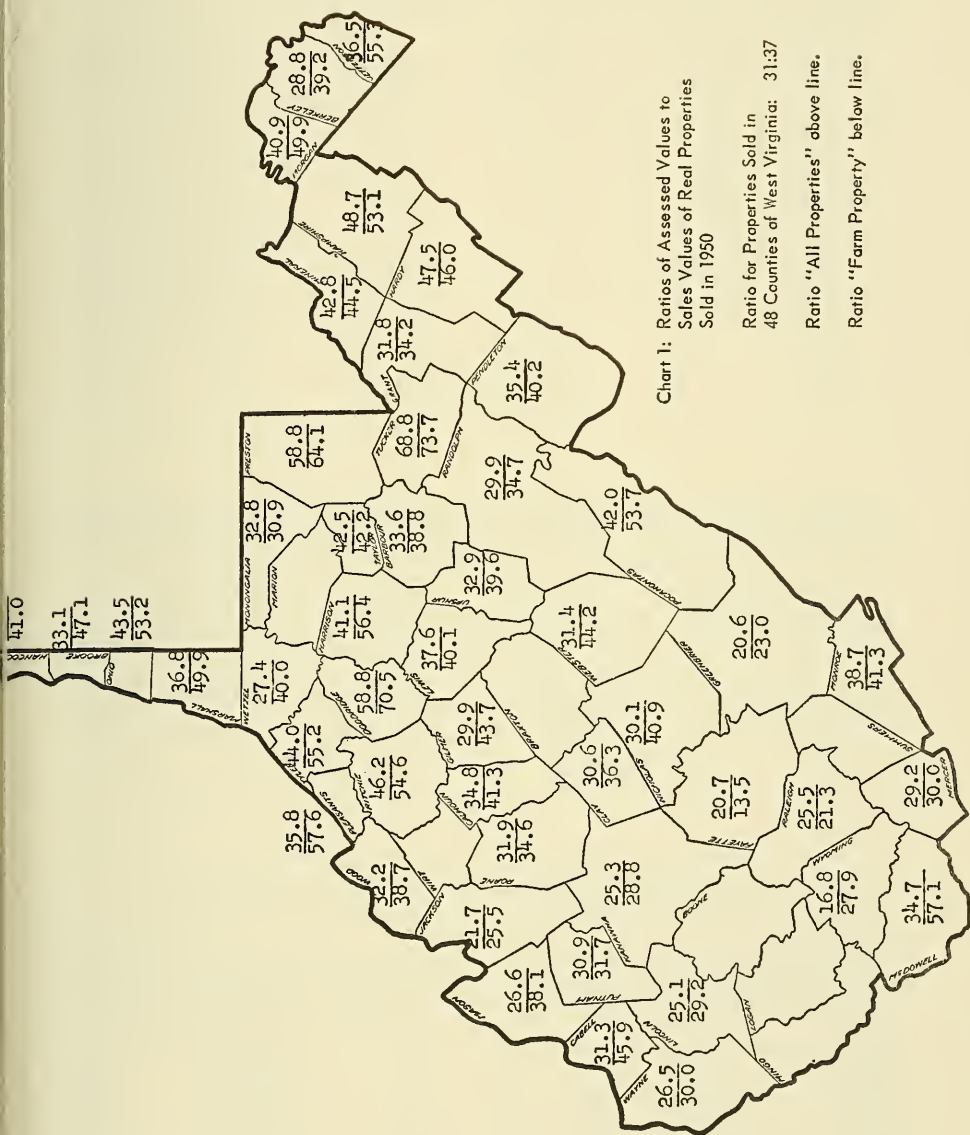 41.0
HANCOCK
33.1
47.1
BROOKE
43.5
53.2
OHIO
36.8
49.9
MARSHALL
WETZEL
27.4
40.0
MONONGALIA
32.8
30.9
PRESTON
58.8
64.1
MARION
44.0
55.2
TYLER
35.8
57.6
PLEASANTS
DODDRIDGE
58.8
70.5
HARRISON
41.1
56.4
42.5
42.2
TAYLOR
BARBOUR
33.6
38.8
TUCKER
68.8
73.7
GRANT
31.8
34.2
MINERAL
42.8
44.5
HAMPSHIRE
48.7
53.1
MORGAN
40.9
49.9
BERKELEY
28.8
39.2
JEFFERSON
36.5
55.3
HARDY
47.5
46.0
PENDLETON
35.4
40.2
RANDOLPH
29.9
34.7
UPSHUR
32.9
39.6
LEWIS
37.6
40.1
RITCHIE
46.2
54.6
WOOD
32.2
38.7
WIRT
JACKSON
21.7
25.5
ROANE
31.9
34.6
CALHOUN
34.8
41.3
GILMER
29.9
43.7
BRAXTON
WEBSTER
31.4
44.2
POCAHONTAS
42.0
53.7
GREENBRIER
20.6
23.0
NICHOLAS
30.1
40.9
CLAY
30.6
36.3
KANAWHA
25.3
28.8
PUTNAM
30.9
31.7
MASON
26.6
38.1
CABELL
31.3
45.9
WAYNE
26.5
30.0
LINCOLN
25.1
29.2
BOONE
LOGAN
MINGO
FAYETTE
20.7
13.5
RALEIGH
25.5
21.3
WYOMING
16.8
27.9
McDOWELL
34.7
57.1
MERCER
29.2
30.0
SUMMERS
MONROE
38.7
41.3
Chart 1: Ratios of Assessed Values to
Sales Values of Real Properties
Sold in 1950
Ratio for Properties Sold in
48 Counties of West Virginia: 31:37
Ratio "All Properties" above line.
Ratio "Farm Property" below line.